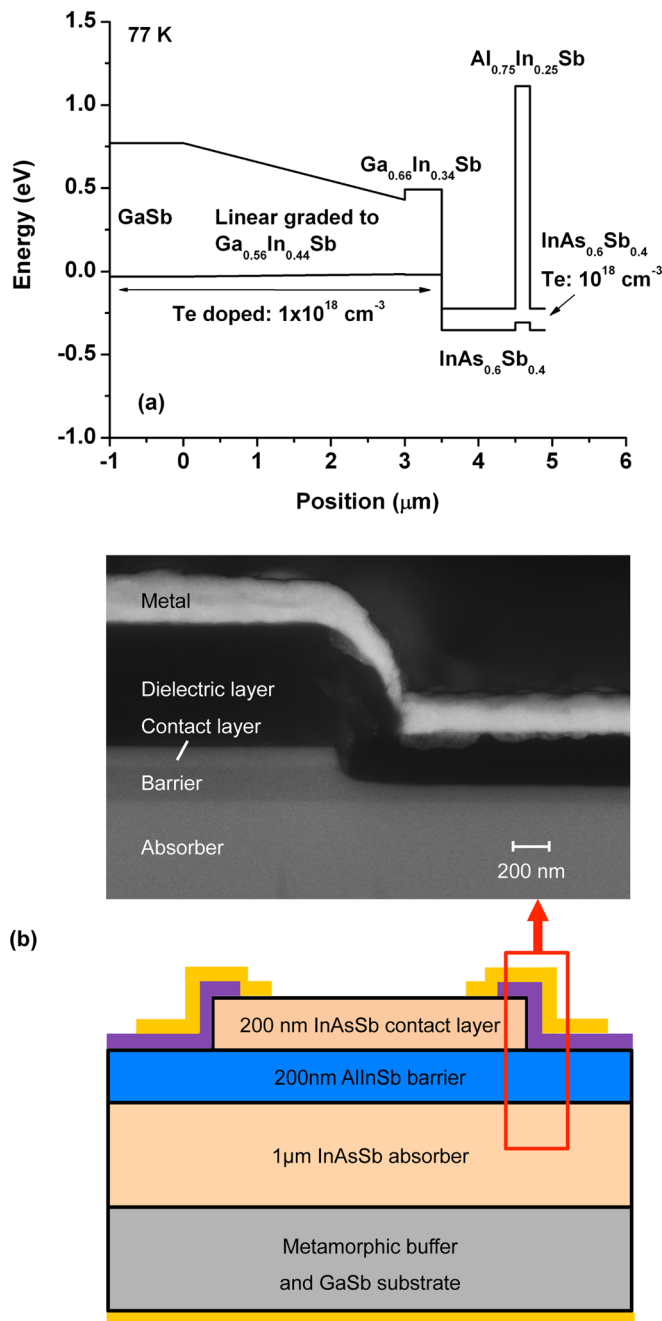 1.5
77 K
Al0.75In0.25Sb
1.0
Ga0.66In0.34Sb
0.5
GaSb
Linear graded to
Ga0.56In0.44Sb
InAs0.6Sb0.4
Te: 10^18 cm^-3
0.0
Te doped: 1x10^18 cm^-3
InAs0.6Sb0.4
-0.5
(a)
-1.0
Energy (eV)
-1 0 1 2 3 4 5 6
Position (μm)
Metal
Dielectric layer
Contact layer
Barrier
Absorber
200 nm
(b)
200 nm InAsSb contact layer
200nm AlInSb barrier
1μm InAsSb absorber
Metamorphic buffer
and GaSb substrate